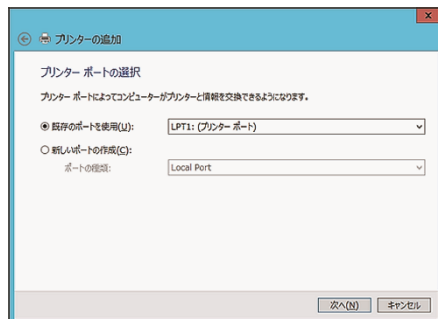 プリンターの追加
プリンター ポートの選択
プリンター ポートによってコンピューターがプリンターと情報を交換できるようになります。
既存のポートを使用(U): LPT1: (プリンター ポート)
新しいポートの作成(C):
ポートの種類: Local Port
次へ(N) キャンセル